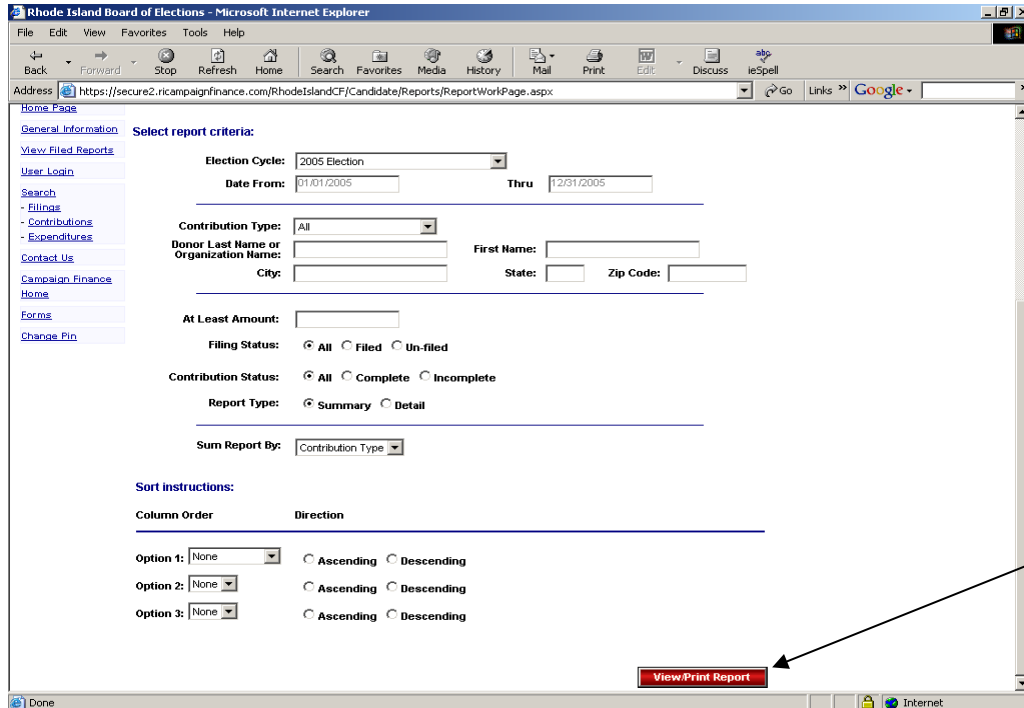 Rhode Island Board of Elections - Microsoft Internet Explorer
File Edit View Favorites Tools Help
Back Forward Stop Refresh Home Search Favorites Media History Mail Print Edit Discuss ieSpell
Address https://secure2.ricampaignfinance.com/RhodeIslandCF/Candidate/Reports/ReportWorkPage.aspx Go Links » Google
Home Page
General Information
View Filed Reports
User Login
Search
- Filings
- Contributions
- Expenditures
Contact Us
Campaign Finance
Home
Forms
Change Pin
Select report criteria:
Election Cycle: 2005 Election
Date From: 01/01/2005 Thru 12/31/2005
Contribution Type: All
Donor Last Name or
Organization Name: First Name:
City: State: Zip Code:
At Least Amount:
Filing Status: All Filed Un-filed
Contribution Status: All Complete Incomplete
Report Type: Summary Detail
Sum Report By: Contribution Type
Sort instructions:
Column Order Direction
Option 1: None Ascending Descending
Option 2: None Ascending Descending
Option 3: None Ascending Descending
View/Print Report
Done Internet